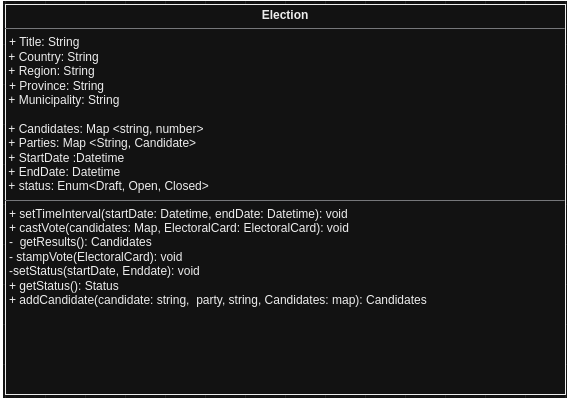 Election
+ Title: String
+ Country: String
+ Region: String
+ Province: String
+ Municipality: String
+ Candidates: Map <string, number>
+ Parties: Map <String, Candidate>
+ StartDate :Datetime
+ EndDate: Datetime
+ status: Enum<Draft, Open, Closed>
+ setTimeInterval(startDate: Datetime, endDate: Datetime): void
+ castVote(candidates: Map, ElectoralCard: ElectoralCard): void
-  getResults(): Candidates
- stampVote(ElectoralCard): void
-setStatus(startDate, Enddate): void
+ getStatus(): Status
+ addCandidate(candidate: string,  party, string, Candidates: map): Candidates